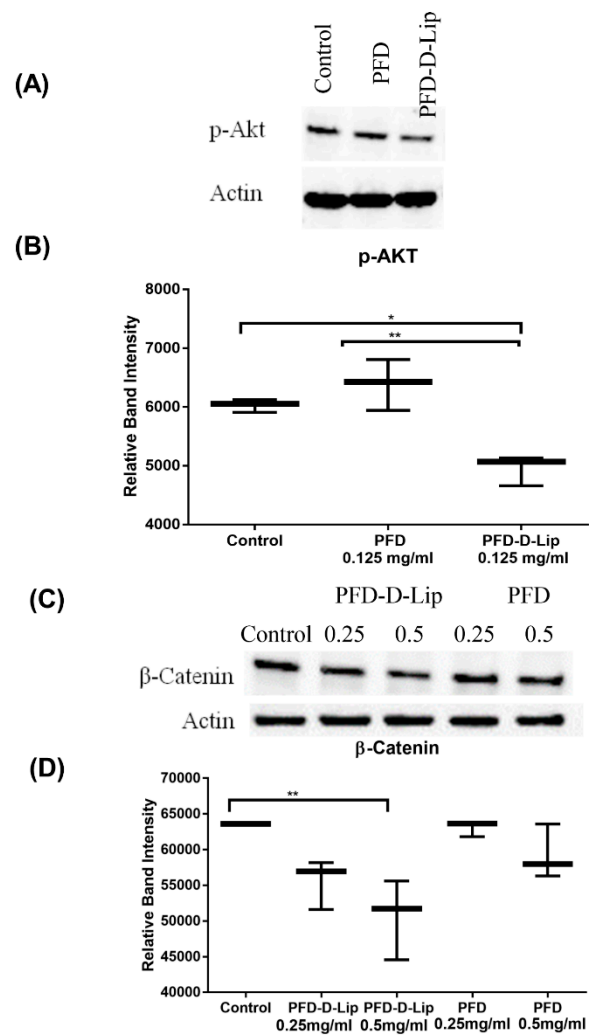 (A)
Control
PFD
PFD-D-Lip
p-Akt
Actin
(B)
p-AKT
Relative Band Intensity
8000
7000
6000
5000
4000
*
**
Control
PFD
0.125 mg/ml
PFD-D-Lip
0.125 mg/ml
(C)
PFD-D-Lip PFD
Control 0.25 0.5 0.25 0.5
β-Catenin
Actin
β-Catenin
(D)
Relative Band Intensity
70000
65000
60000
55000
50000
45000
40000
**
Control
PFD-D-Lip
0.25mg/ml
PFD-D-Lip
0.5mg/ml
PFD
0.25mg/ml
PFD
0.5mg/ml